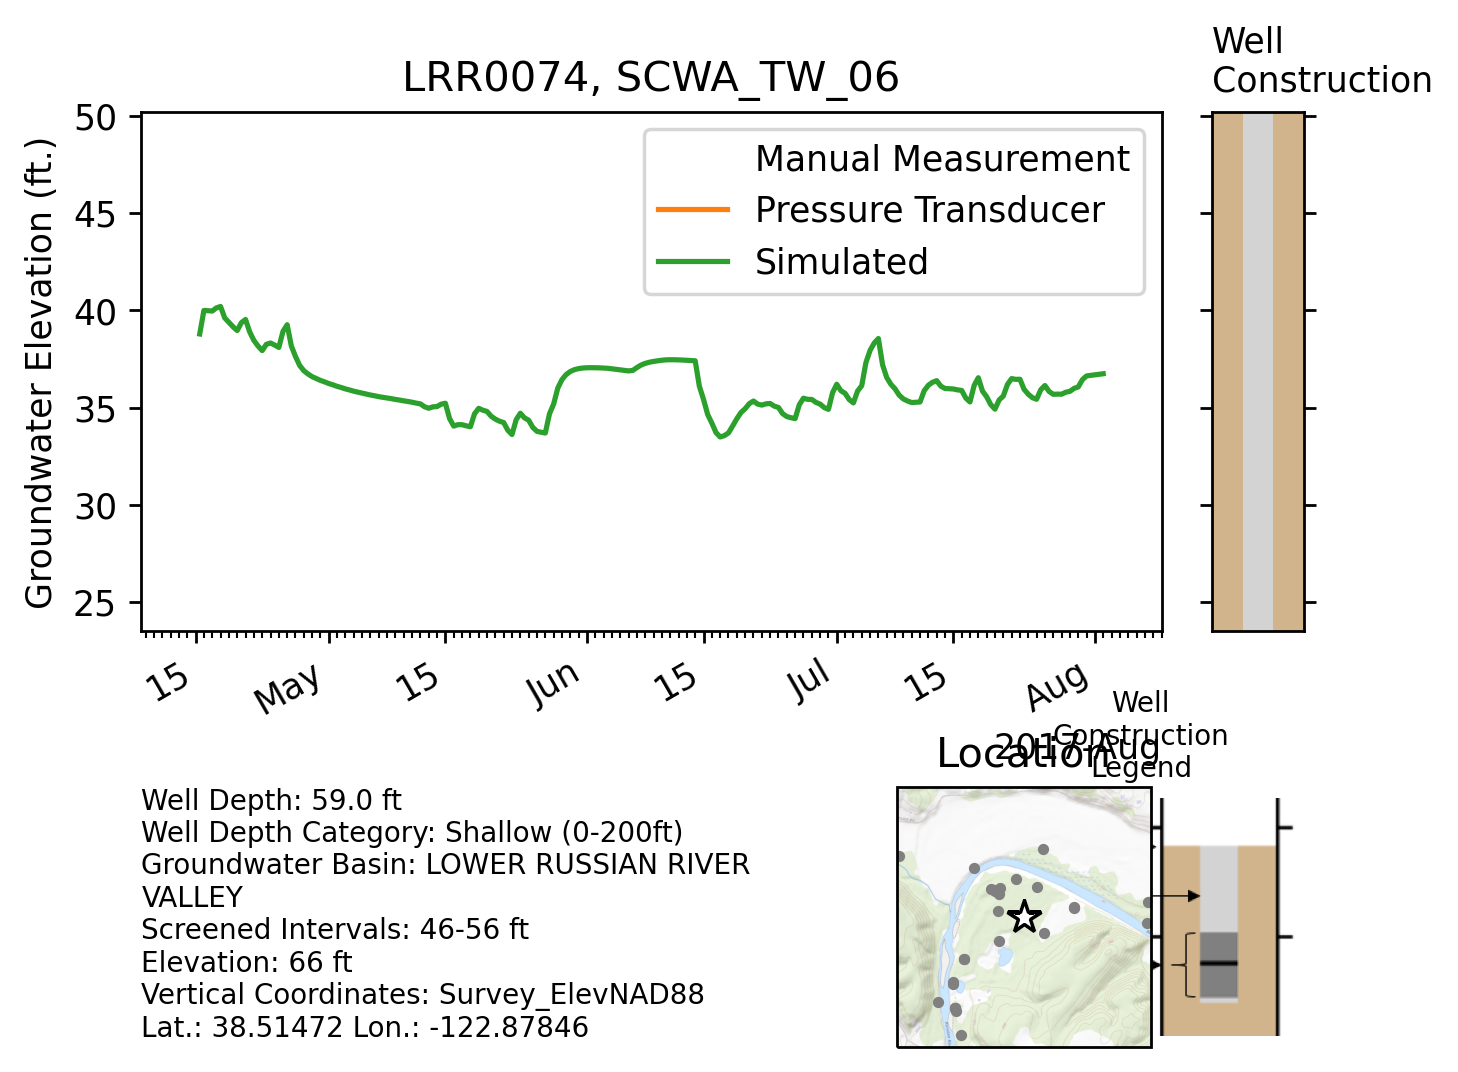 Well
Construction
LRR0074, SCWA_TW_06
Groundwater Elevation (ft.)
50
45
40
35
30
25
Manual Measurement
Pressure Transducer
Simulated
15
May
15
Jun
15
Jul
15
Aug
2017-Aug
Location
Well
Construction
Legend
Well Depth: 59.0 ft
Well Depth Category: Shallow (0-200ft)
Groundwater Basin: LOWER RUSSIAN RIVER
VALLEY
Screened Intervals: 46-56 ft
Elevation: 66 ft
Vertical Coordinates: Survey_ElevNAD88
Lat.: 38.51472 Lon.: -122.87846